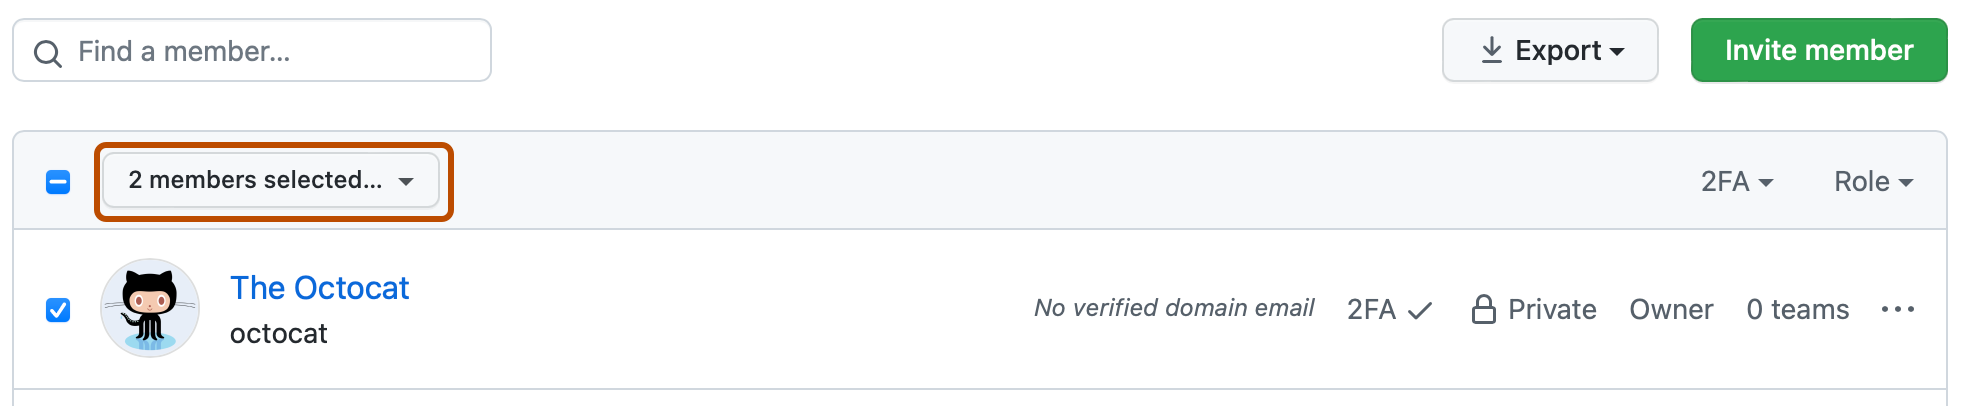 Find a member...
Export
Invite member
2 members selected...
2FA
Role
The Octocat
octocat
No verified domain email
2FA
Private
Owner
0 teams